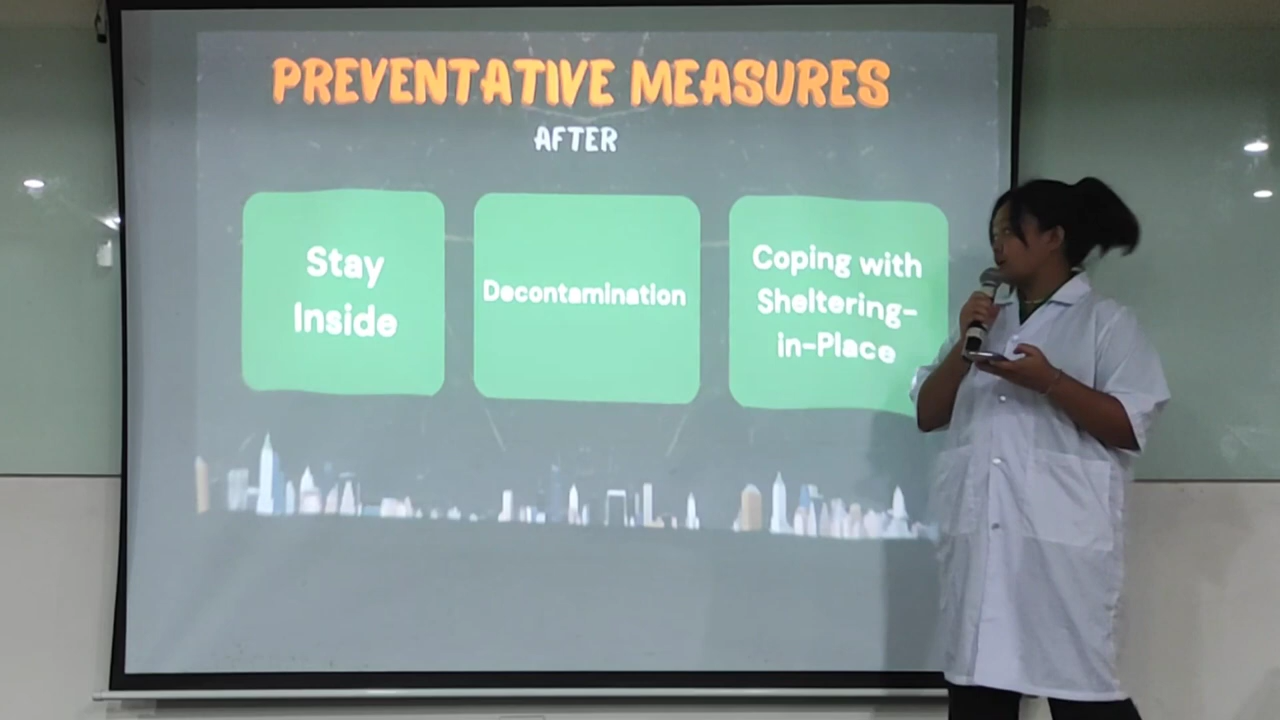 PREVENTATIVE MEASURES
AFTER
Stay
Inside
Decontamination
Coping with
Sheltering-
in-Place